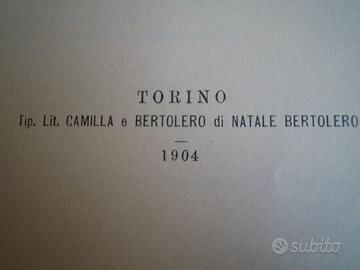 TORINO
Tip. Lit. CAMILLA e BERTOLERO di NATALE BERTOLERO
1904
subito